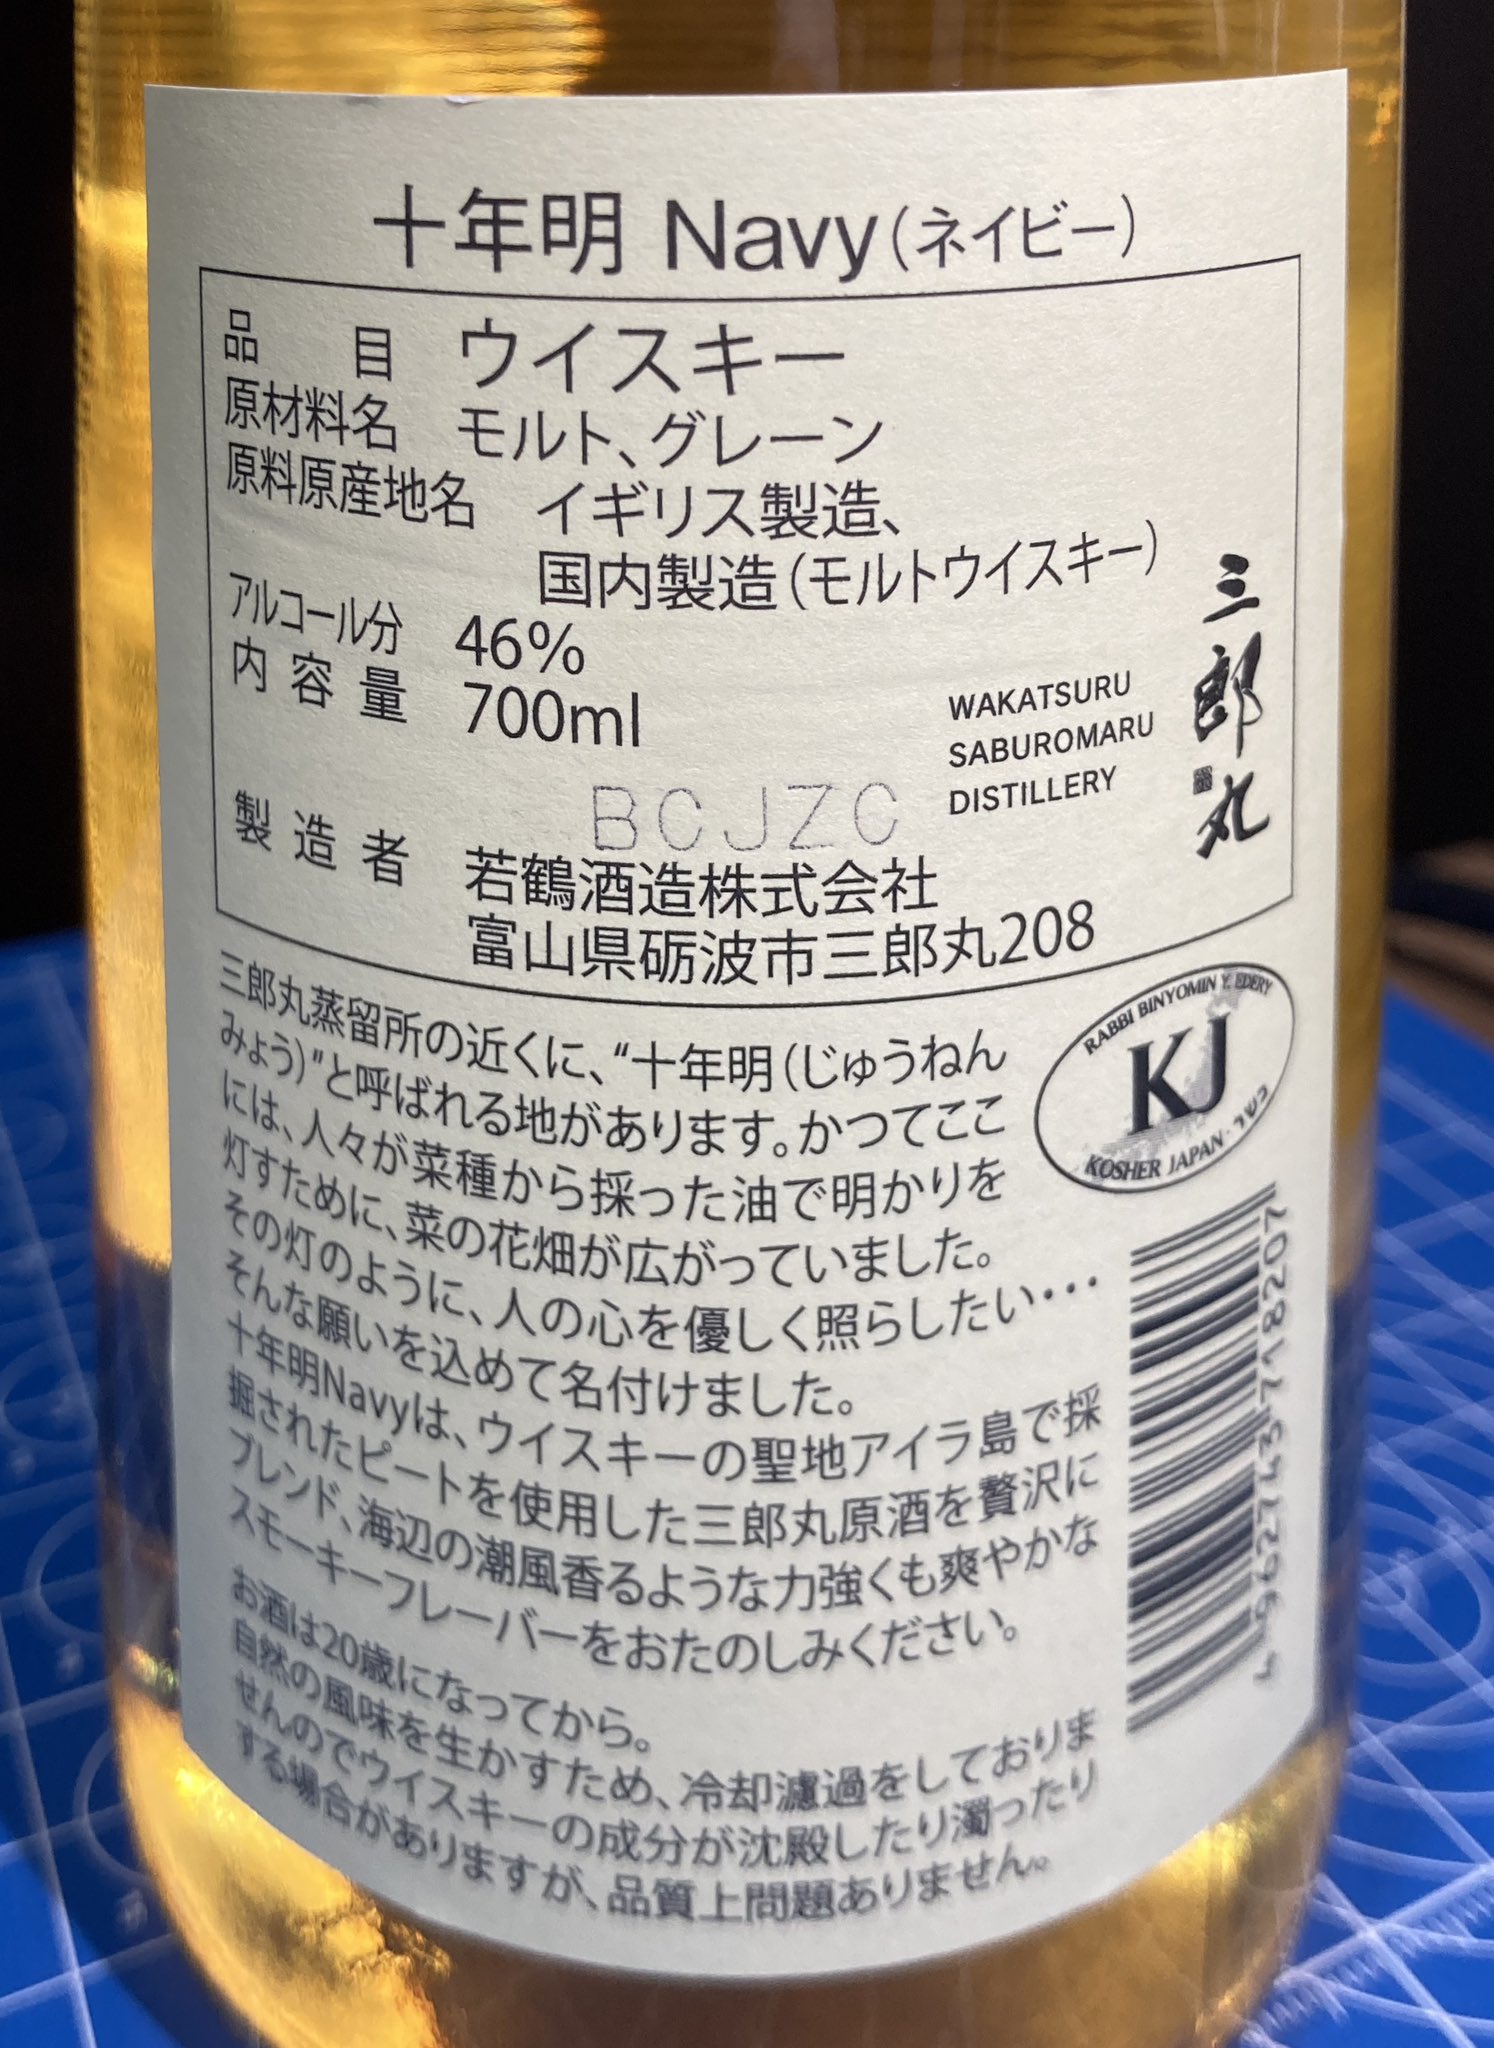 十年明 Navy(ネイビー)
品目 ウイスキー
原材料名 モルト、グレーン
原料原産地名 イギリス製造、
国内製造(モルトウイスキー)
アルコール分 46%
内容量 700ml
WAKATSURU
SABUROMARU
DISTILLERY
三郎丸
BCJZC
製造者 若鶴酒造株式会社
富山県砺波市三郎丸208
三郎丸蒸留所の近くに、“十年明(じゅうねん
みょう)”と呼ばれる地があります。かつてここ
には、人々が菜種から採った油で明かりを
灯すために、菜の花畑が広がっていました。
その灯のように、人の心を優しく照らしたい・・・
そんな願いを込めて名付けました。
十年明Navyは、ウイスキーの聖地アイラ島で採
掘されたピートを使用した三郎丸原酒を贅沢に
ブレンド、海辺の潮風香るような力強くも爽やかな
スモーキーフレーバーをおたのしみください。
お酒は20歳になってから。
自然の風味を生かすため、冷却濾過をしておりま
せんのでウイスキーの成分が沈殿したり濁ったり
する場合がありますが、品質上問題ありません。
RABBI BINYOMIN Y. EDERY
KJ
KOSHER JAPAN · כשר